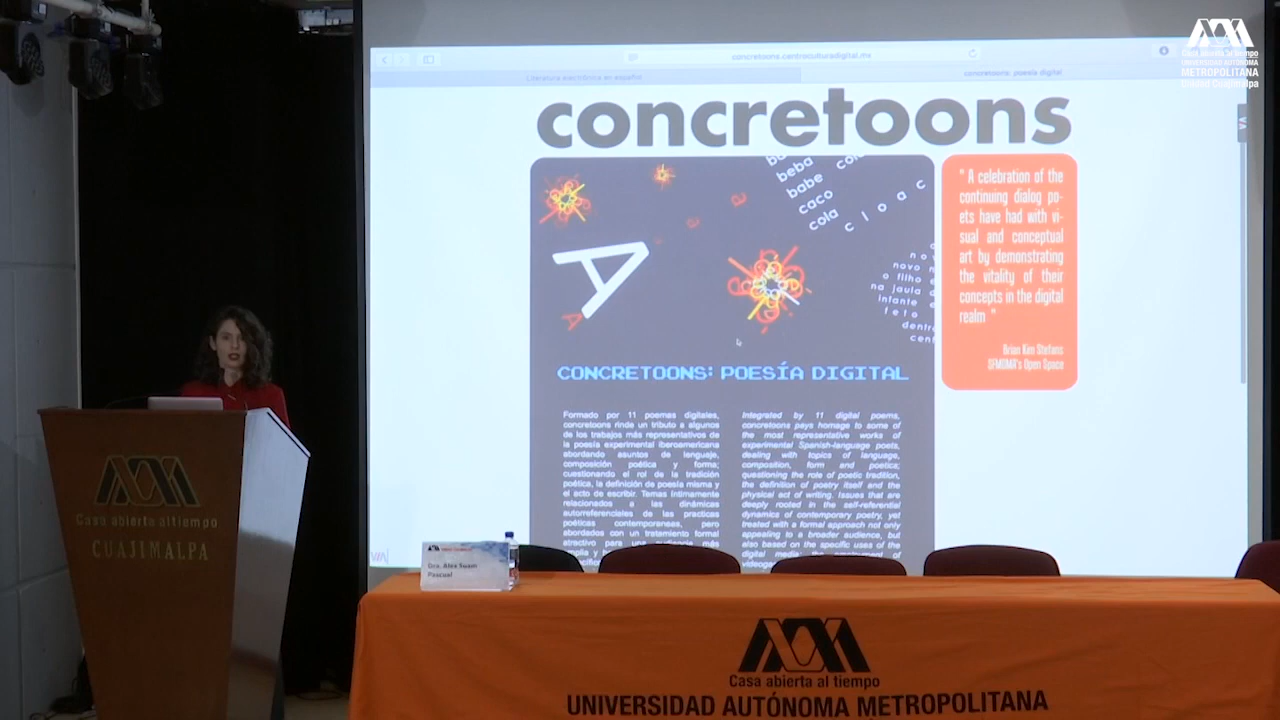 Casa abierta al tiempo
UNIVERSIDAD AUTÓNOMA
METROPOLITANA
Unidad Cuajimalpa
concretoons.centroculturadigital.mx
Literatura electrónica en español
concretoons: poesía digital
concretoons
beba
babe
caco
cola
cloac
A
novo
o filho
na jaula d
infante e
feto
dentr
cent
" A celebration of the
continuing dialog po-
ets have had with vi-
sual and conceptual
art by demonstrating
the vitality of their
concepts in the digital
realm "
Brian Kim Stefans
SFMOMA's Open Space
CONCRETOONS: POESÍA DIGITAL
Formado por 11 poemas digitales,
concretoons rinde un tributo a algunos
de los trabajos más representativos de
la poesía experimental iberoamericana
abordando asuntos de lenguaje,
composición poética y forma;
cuestionando el rol de la tradición
poética, la definición de poesía misma y
el acto de escribir. Temas íntimamente
relacionados a las dinámicas
autorreferenciales de las practicas
poéticas contemporaneas, pero
abordados con un tratamiento formal
atractivo para una más
Integrated by 11 digital poems,
concretoons pays homage to some of
the most representative works of
experimental Spanish-language poets,
dealing with topics of language,
composition, form and poetics;
questioning the role of poetic tradition,
the definition of poetry itself and the
physical act of writing. Issues that are
deeply rooted in the self-referential
dynamics of contemporary poetry, yet
treated with a formal approach not only
appealing to a broader audience, but
also based on the specific uses of the
digital media: the employment of
Casa abierta al tiempo
CUAJIMALPA
Dra. Alex Saum
Pascual
Casa abierta al tiempo
UNIVERSIDAD AUTÓNOMA METROPOLITANA